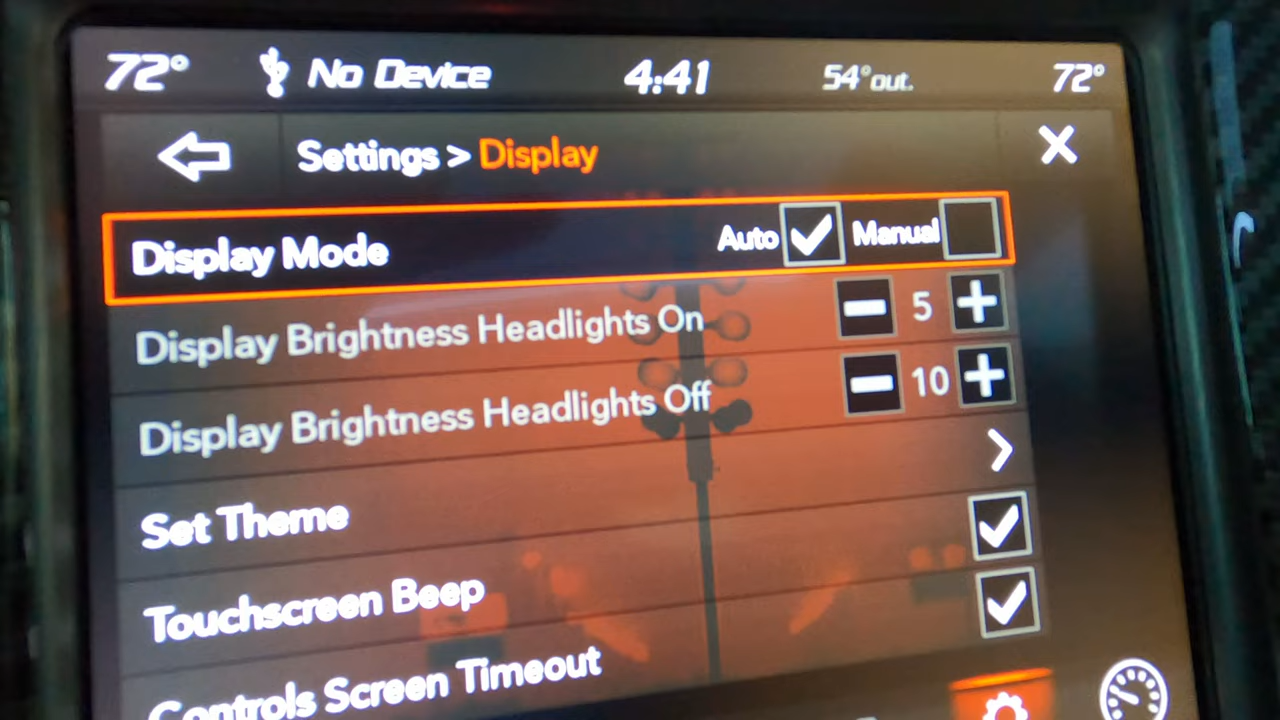 72° No Device 4:41 54°out. 72°
Settings > Display
Display Mode Auto Manual
Display Brightness Headlights On 5
Display Brightness Headlights Off 10
Set Theme
Touchscreen Beep
Controls Screen Timeout